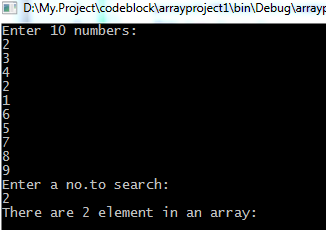 D:\My.Project\codeblock\arrayproject1\bin\Debug\arrayp
Enter 10 numbers:
2
3
4
2
1
6
5
7
8
9
Enter a no.to search:
2
There are 2 element in an array: